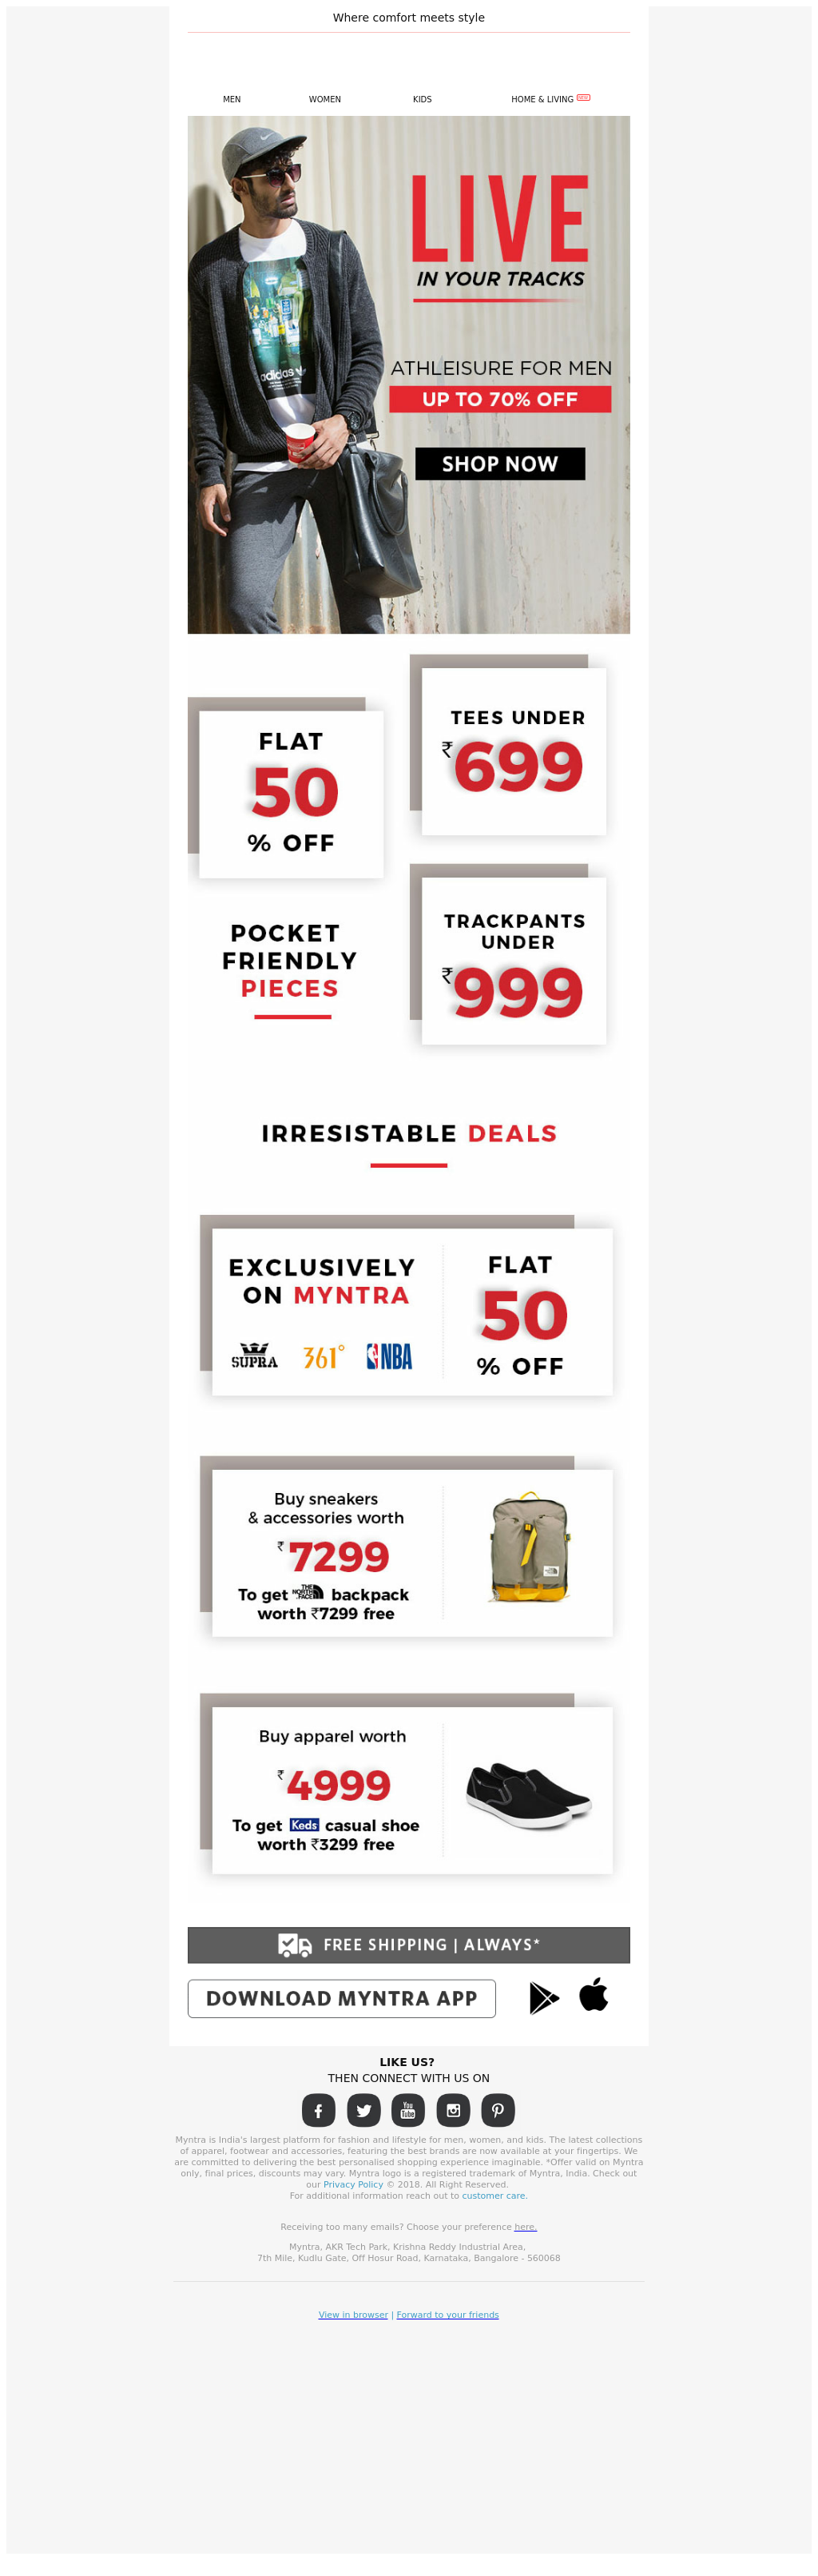 Where comfort meets style
MEN
WOMEN
KIDS
HOME & LIVING
adidas
LIVE
IN YOUR TRACKS
ATHLEISURE FOR MEN
UP TO 70% OFF
SHOP NOW
FLAT
50
% OFF
TEES UNDER
₹699
POCKET
FRIENDLY
PIECES
TRACKPANTS
UNDER
₹999
IRRESISTABLE DEALS
EXCLUSIVELY
ON MYNTRA
SUPRA
361°
NBA
FLAT
50
% OFF
Buy sneakers
& accessories worth
₹7299
To get THE NORTH FACE backpack
worth ₹7299 free
Buy apparel worth
₹4999
To get Keds casual shoe
worth ₹3299 free
FREE SHIPPING | ALWAYS*
DOWNLOAD MYNTRA APP
LIKE US?
THEN CONNECT WITH US ON
You
Tube
Myntra is India's largest platform for fashion and lifestyle for men, women, and kids. The latest collections
of apparel, footwear and accessories, featuring the best brands are now available at your fingertips. We
are committed to delivering the best personalised shopping experience imaginable. *Offer valid on Myntra
only, final prices, discounts may vary. Myntra logo is a registered trademark of Myntra, India. Check out
our Privacy Policy © 2018. All Right Reserved.
For additional information reach out to customer care.
Receiving too many emails? Choose your preference here.
Myntra, AKR Tech Park, Krishna Reddy Industrial Area,
7th Mile, Kudlu Gate, Off Hosur Road, Karnataka, Bangalore - 560068
View in browser | Forward to your friends